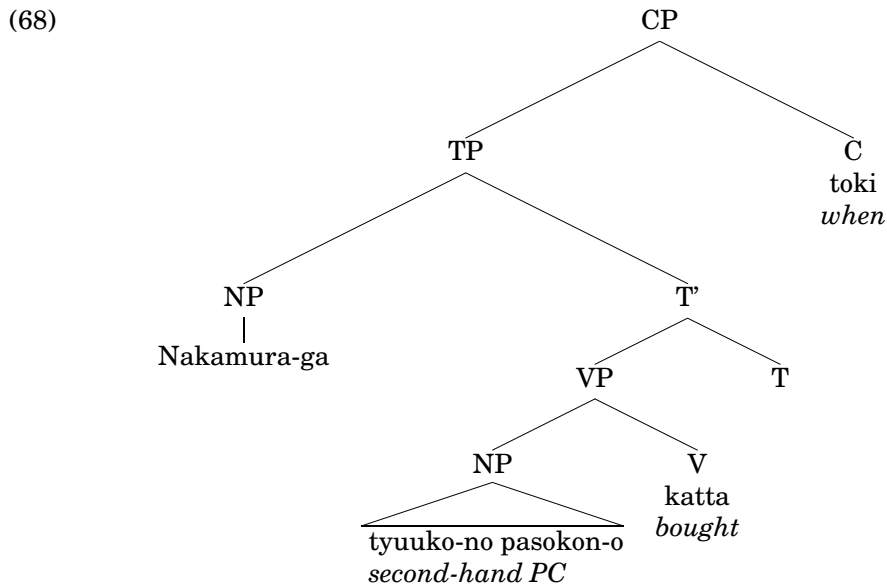 (68) CP
TP C
toki
when
NP T’
Nakamura-ga
VP T
NP V
katta
bought
tyuuko-no pasokon-o
second-hand PC